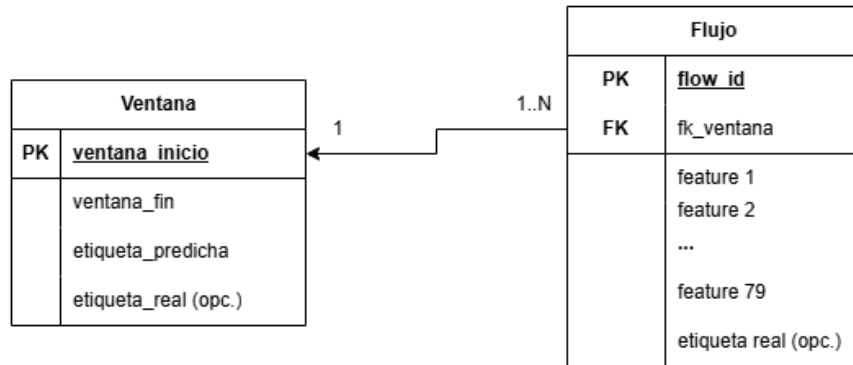 Ventana
PK ventana_inicio
ventana_fin
etiqueta_predicha
etiqueta_real (opc.)
1
1..N
Flujo
PK flow_id
FK fk_ventana
feature 1
feature 2
...
feature 79
etiqueta real (opc.)